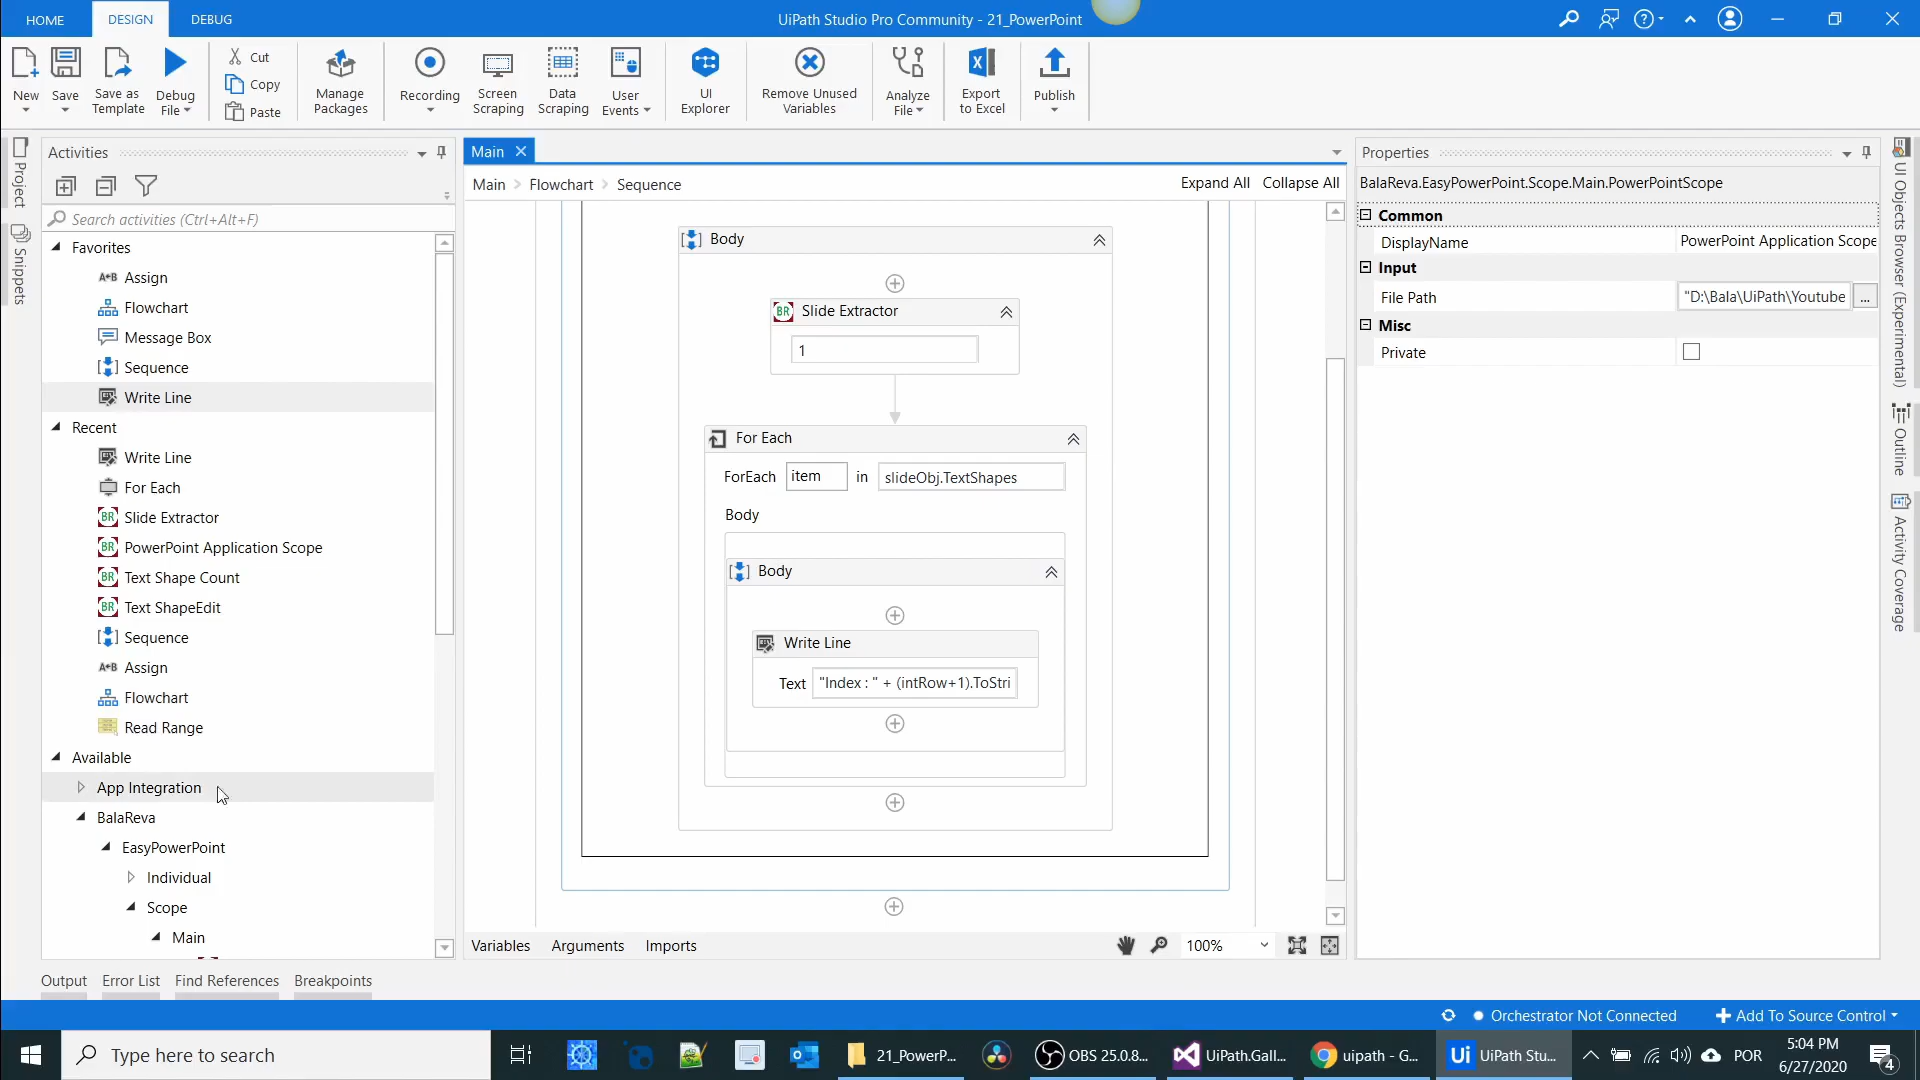 HOME
DESIGN
DEBUG
UiPath Studio Pro Community - 21_PowerPoint
New
Save
Save as Template
Debug File
Cut
Copy
Paste
Manage Packages
Recording
Screen Scraping
Data Scraping
User Events
UI Explorer
Remove Unused Variables
Analyze File
Export to Excel
Publish
Project
Snippets
Activities
Search activities (Ctrl+Alt+F)
Favorites
A+B Assign
Flowchart
Message Box
Sequence
Write Line
Recent
Write Line
For Each
BR Slide Extractor
BR PowerPoint Application Scope
BR Text Shape Count
BR Text ShapeEdit
Sequence
A+B Assign
Flowchart
Read Range
Available
App Integration
BalaReva
EasyPowerPoint
Individual
Scope
Main
Main
Main > Flowchart > Sequence
Expand All
Collapse All
Body
BR Slide Extractor
1
For Each
ForEach item in slideObj.TextShapes
Body
Body
Write Line
Text "Index : " + (intRow+1).ToStri
Variables
Arguments
Imports
100%
Properties
BalaReva.EasyPowerPoint.Scope.Main.PowerPointScope
Common
DisplayName PowerPoint Application Scope
Input
File Path "D:\Bala\UiPath\Youtube ...
Misc
Private
UI Objects Browser (Experimental)
Outline
Activity Coverage
Output
Error List
Find References
Breakpoints
Orchestrator Not Connected
Add To Source Control
Type here to search
21_PowerP...
OBS 25.0.8...
UiPath.Gall...
uipath - G...
Ui UiPath Stu...
POR
5:04 PM
6/27/2020
4